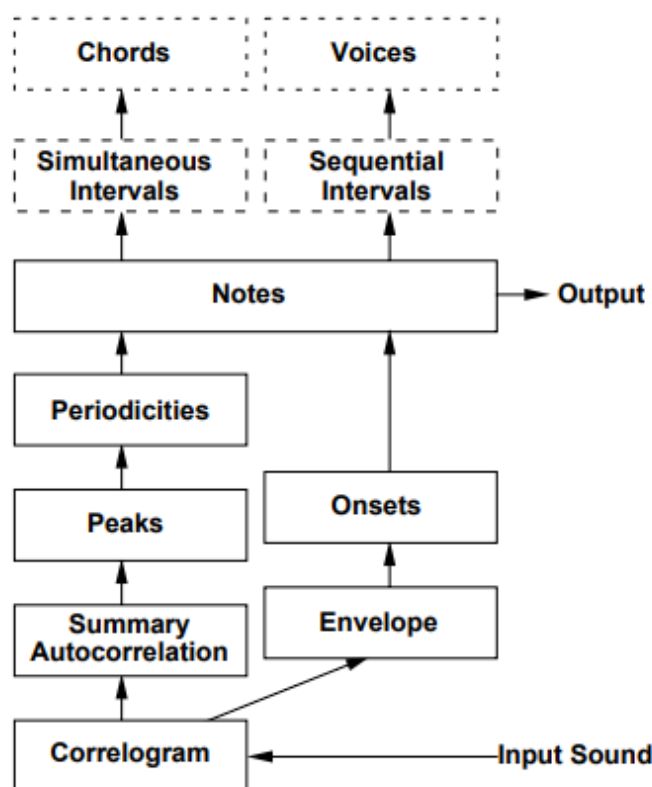 Chords
Voices
Simultaneous
Intervals
Sequential
Intervals
Notes
Output
Periodicities
Peaks
Onsets
Summary
Autocorrelation
Envelope
Correlogram
Input Sound